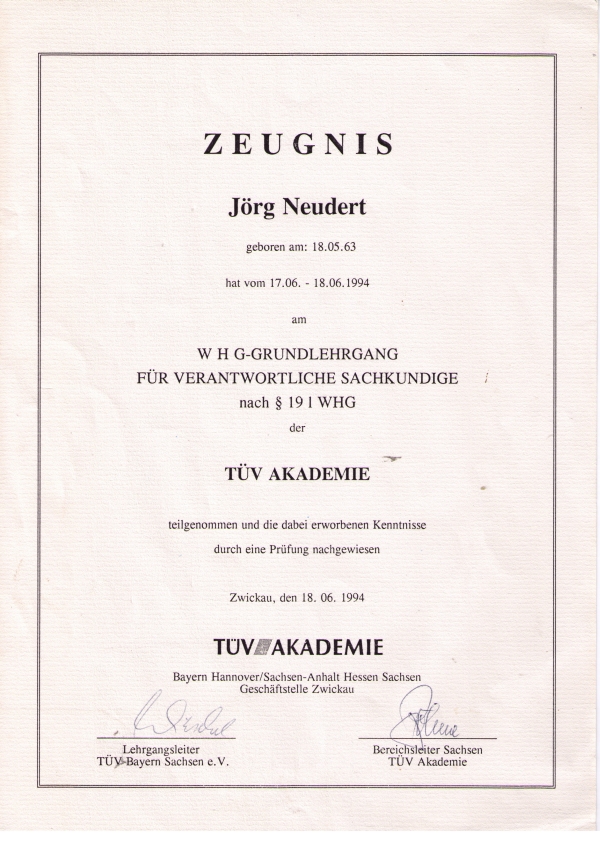 ZEUGNIS
Jörg Neudert
geboren am: 18.05.63
hat vom 17.06. - 18.06.1994
am
W H G-GRUNDLEHRGANG
FÜR VERANTWORTLICHE SACHKUNDIGE
nach § 19 l WHG
der
TÜV AKADEMIE
teilgenommen und die dabei erworbenen Kenntnisse
durch eine Prüfung nachgewiesen
Zwickau, den 18. 06. 1994
TÜV AKADEMIE
Bayern Hannover/Sachsen-Anhalt Hessen Sachsen
Geschäftstelle Zwickau
Lehrgangsleiter
TÜV Bayern Sachsen e.V.
Bereichsleiter Sachsen
TÜV Akademie